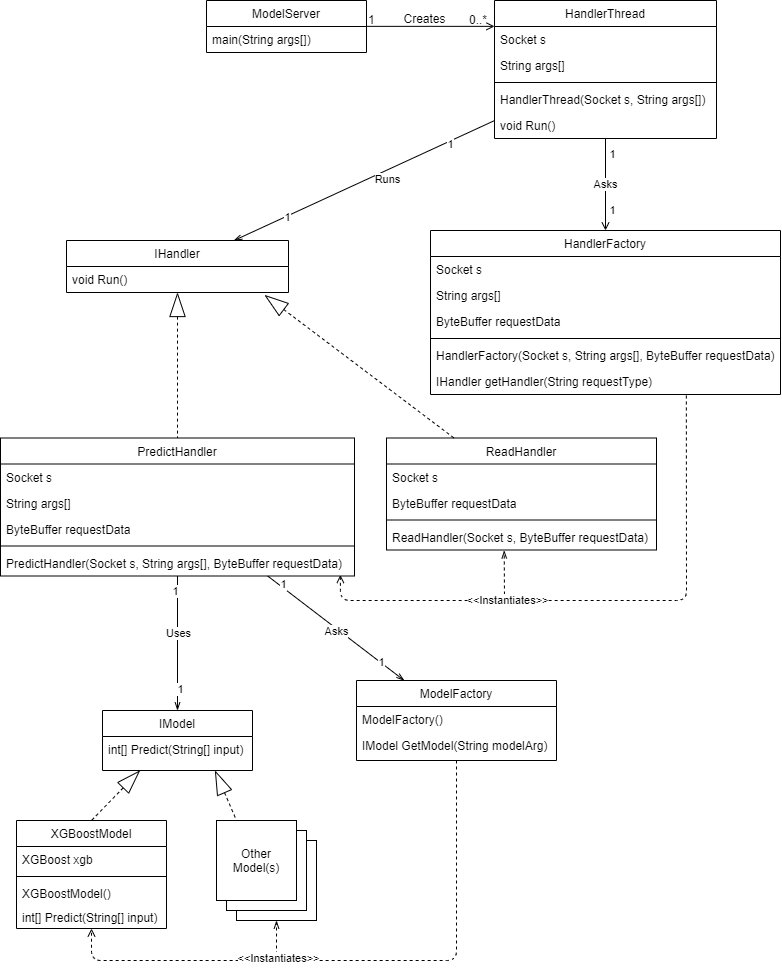 ModelServer
main(String args[])
1
Creates
0..*
HandlerThread
Socket s
String args[]
HandlerThread(Socket s, String args[])
void Run()
1
Runs
1
1
Asks
1
IHandler
void Run()
HandlerFactory
Socket s
String args[]
ByteBuffer requestData
HandlerFactory(Socket s, String args[], ByteBuffer requestData)
IHandler getHandler(String requestType)
PredictHandler
Socket s
String args[]
ByteBuffer requestData
PredictHandler(Socket s, String args[], ByteBuffer requestData)
ReadHandler
Socket s
ByteBuffer requestData
ReadHandler(Socket s, ByteBuffer requestData)
<<Instantiates>>
1
Uses
1
1
Asks
1
ModelFactory
ModelFactory()
IModel GetModel(String modelArg)
IModel
int[] Predict(String[] input)
XGBoostModel
XGBoost xgb
XGBoostModel()
int[] Predict(String[] input)
Other
Model(s)
<<Instantiates>>